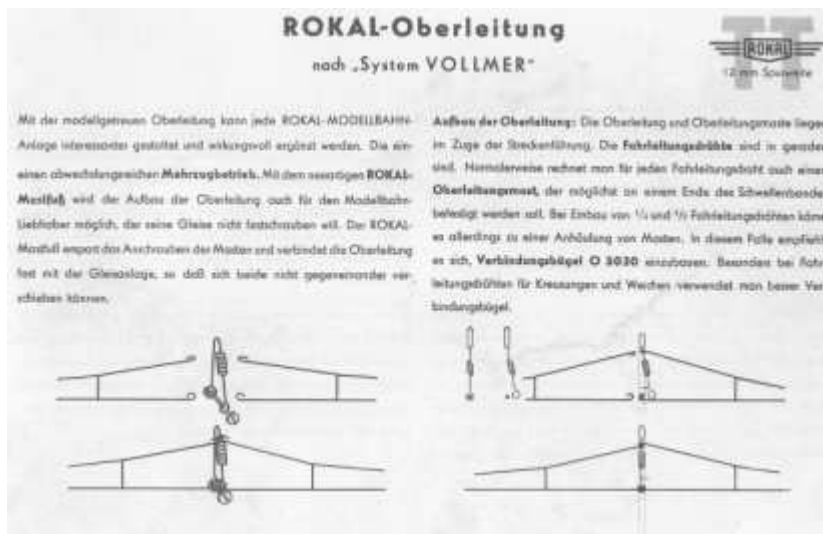 ROKAL-Oberleitung
nach „System VOLLMER"
TT
ROKAL
12 mm Spurweite
Mit der modellgetreuen Oberleitung kann jede ROKAL-MODELLBAHN-
Anlage interessanter gestaltet und wirkungsvoll ergänzt werden. Die ein-
einen abwechslungsreichen Mehrzugbetrieb. Mit dem neuartigen ROKAL-
Mastfuß wird der Aufbau der Oberleitung auch für den Modellbahn-
Liebhaber möglich, der seine Gleise nicht festschrauben will. Der ROKAL-
Mastfuß erspart das Anschrauben der Masten und verbindet die Oberleitung
fest mit der Gleisanlage, so daß sich beide nicht gegeneinander ver-
schieben können.
Aufbau der Oberleitung: Die Oberleitung und Oberleitungsmaste liegen
im Zuge der Streckenführung. Die Fahrleitungsdrähte sind in geraden
sind. Normalerweise rechnet man für jeden Fahrleitungsdraht auch einen
Oberleitungsmast, der möglichst an einem Ende des Schwellenbandes
befestigt werden soll. Bei Einbau von ¼ und ½ Fahrleitungsdrähten käme
es allerdings zu einer Anhäufung von Masten. In diesem Falle empfiehlt
es sich, Verbindungsbügel O 3030 einzubauen. Besonders bei Fahr-
leitungsdrähten für Kreuzungen und Weichen verwendet man besser Ver-
bindungsbügel.